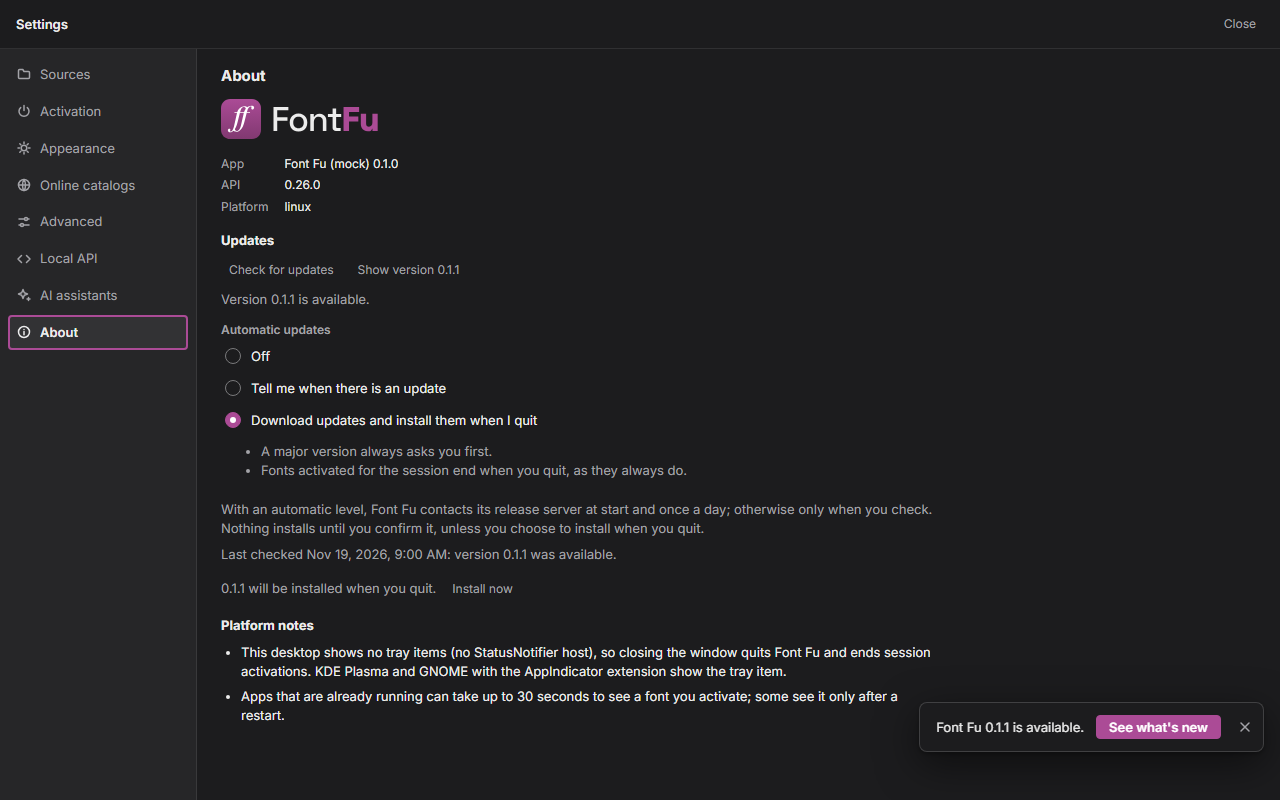 Settings
Close
Sources
Activation
Appearance
Online catalogs
Advanced
Local API
AI assistants
About
About
ff FontFu
App Font Fu (mock) 0.1.0
API 0.26.0
Platform linux
Updates
Check for updates Show version 0.1.1
Version 0.1.1 is available.
Automatic updates
Off
Tell me when there is an update
Download updates and install them when I quit
• A major version always asks you first.
• Fonts activated for the session end when you quit, as they always do.
With an automatic level, Font Fu contacts its release server at start and once a day; otherwise only when you check.
Nothing installs until you confirm it, unless you choose to install when you quit.
Last checked Nov 19, 2026, 9:00 AM: version 0.1.1 was available.
0.1.1 will be installed when you quit. Install now
Platform notes
• This desktop shows no tray items (no StatusNotifier host), so closing the window quits Font Fu and ends session
activations. KDE Plasma and GNOME with the AppIndicator extension show the tray item.
• Apps that are already running can take up to 30 seconds to see a font you activate; some see it only after a
restart.
Font Fu 0.1.1 is available. See what's new